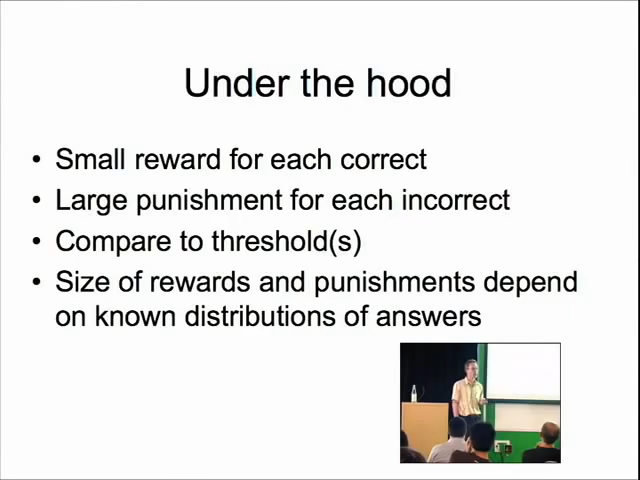 Under the hood
• Small reward for each correct
• Large punishment for each incorrect
• Compare to threshold(s)
• Size of rewards and punishments depend
on known distributions of answers